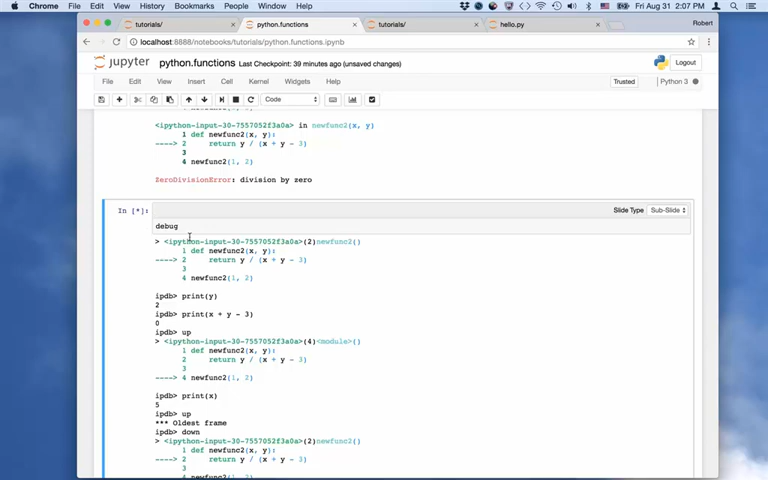 Chrome File Edit View History Bookmarks People Window Help Fri Aug 31 2:07 PM
tutorials/ python.functions tutorials/ hello.py Robert
localhost:8888/notebooks/tutorials/python.functions.ipynb
jupyter python.functions Last Checkpoint: 39 minutes ago (unsaved changes) Logout
File Edit View Insert Cell Kernel Widgets Help Trusted Python 3
Code
<ipython-input-30-7557052f3a0a> in newfunc2(x, y)
1 def newfunc2(x, y):
----> 2 return y / (x + y - 3)
3
4 newfunc2(1, 2)
ZeroDivisionError: division by zero
Slide Type Sub-Slide
In [*]:
debug
> <ipython-input-30-7557052f3a0a>(2)newfunc2()
1 def newfunc2(x, y):
----> 2 return y / (x + y - 3)
3
4 newfunc2(1, 2)
ipdb> print(y)
2
ipdb> print(x + y - 3)
0
ipdb> up
> <ipython-input-30-7557052f3a0a>(4)<module>()
1 def newfunc2(x, y):
2 return y / (x + y - 3)
3
----> 4 newfunc2(1, 2)
ipdb> print(x)
5
ipdb> up
*** Oldest frame
ipdb> down
> <ipython-input-30-7557052f3a0a>(2)newfunc2()
1 def newfunc2(x, y):
----> 2 return y / (x + y - 3)
3
4 newfunc2(1, 2)